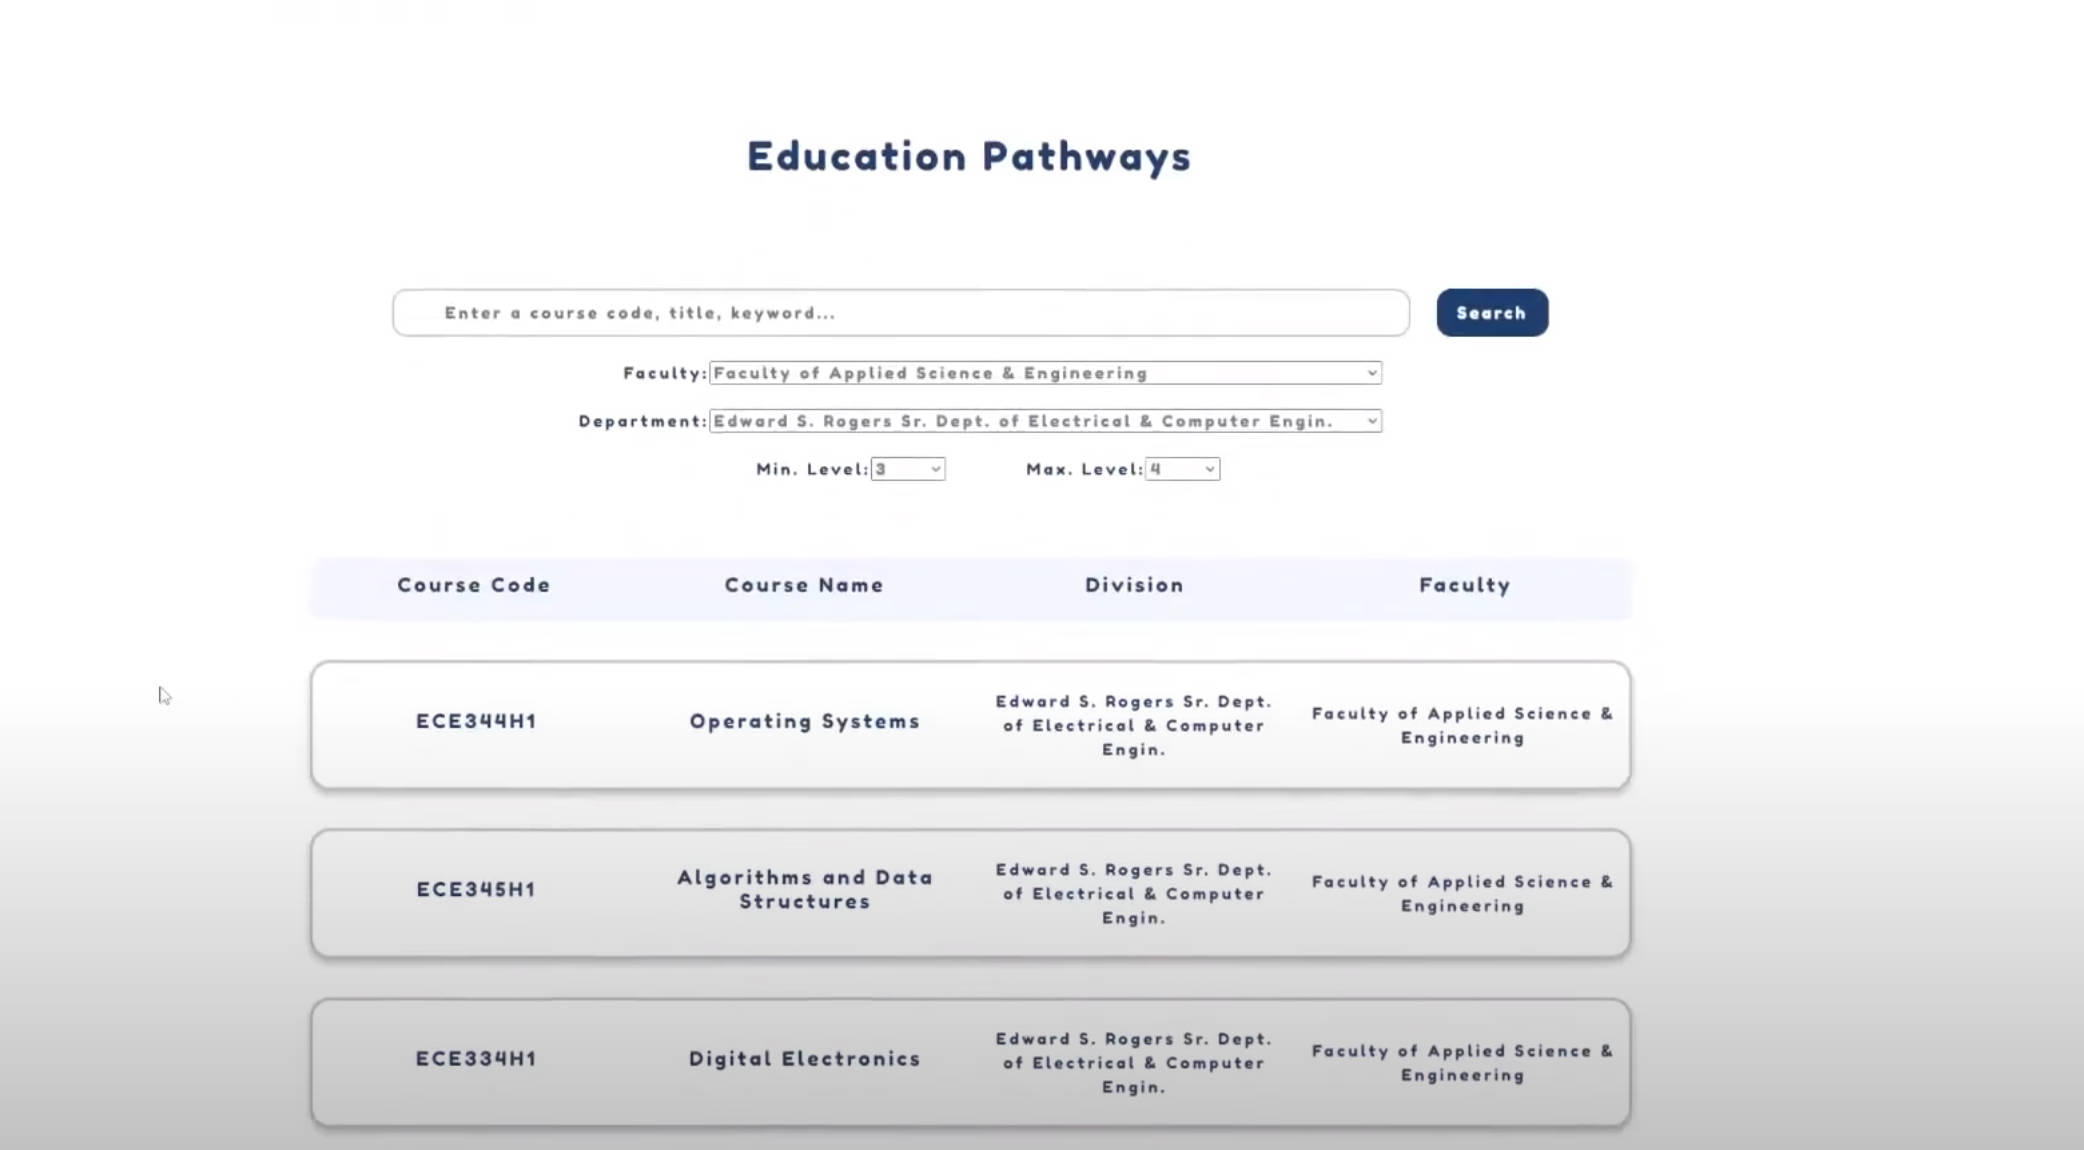 Education Pathways
Enter a course code, title, keyword...
Search
Faculty: Faculty of Applied Science & Engineering
Department: Edward S. Rogers Sr. Dept. of Electrical & Computer Engin.
Min. Level: 3 Max. Level: 4
Course Code Course Name Division Faculty
ECE344H1
Operating Systems
Edward S. Rogers Sr. Dept.
of Electrical & Computer
Engin.
Faculty of Applied Science &
Engineering
ECE345H1
Algorithms and Data
Structures
Edward S. Rogers Sr. Dept.
of Electrical & Computer
Engin.
Faculty of Applied Science &
Engineering
ECE334H1
Digital Electronics
Edward S. Rogers Sr. Dept.
of Electrical & Computer
Engin.
Faculty of Applied Science &
Engineering